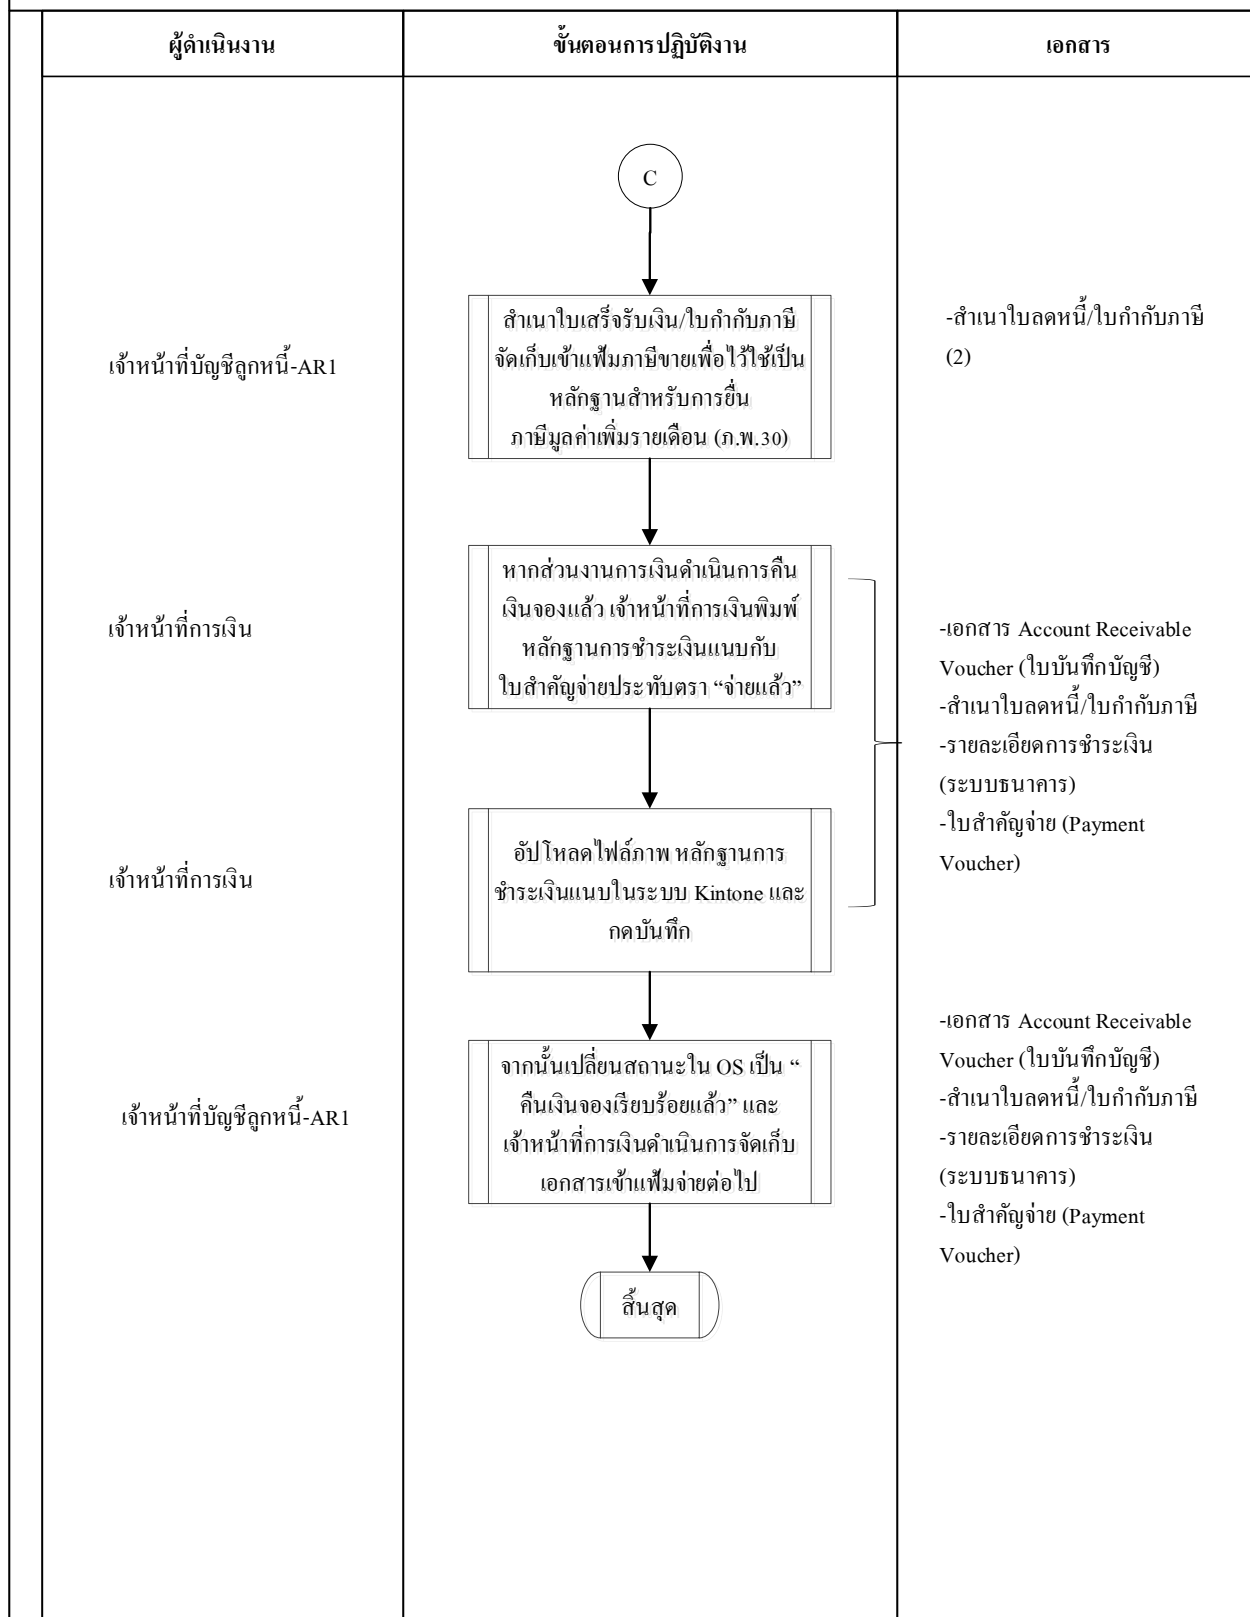 ผู้ดำเนินงาน
ขั้นตอนการปฏิบัติงาน
เอกสาร
C
เจ้าหน้าที่บัญชีลูกหนี้-AR1
สำเนาใบเสร็จรับเงิน/ใบกำกับภาษี
จัดเก็บเข้าแฟ้มภาษีขายเพื่อไว้ใช้เป็น
หลักฐานสำหรับการยื่น
ภาษีมูลค่าเพิ่มรายเดือน (ภ.พ.30)
-สำเนาใบลดหนี้/ใบกำกับภาษี
(2)
เจ้าหน้าที่การเงิน
หากส่วนงานการเงินดำเนินการคืน
เงินจองแล้ว เจ้าหน้าที่การเงินพิมพ์
หลักฐานการชำระเงินแนบกับ
ใบสำคัญจ่ายประทับตรา “จ่ายแล้ว”
-เอกสาร Account Receivable
Voucher (ใบบันทึกบัญชี)
-สำเนาใบลดหนี้/ใบกำกับภาษี
-รายละเอียดการชำระเงิน
(ระบบธนาคาร)
-ใบสำคัญจ่าย (Payment
Voucher)
เจ้าหน้าที่การเงิน
อัปโหลดไฟล์ภาพ หลักฐานการ
ชำระเงินแนบในระบบ Kintone และ
กดบันทึก
เจ้าหน้าที่บัญชีลูกหนี้-AR1
จากนั้นเปลี่ยนสถานะใน OS เป็น “
คืนเงินจองเรียบร้อยแล้ว” และ
เจ้าหน้าที่การเงินดำเนินการจัดเก็บ
เอกสารเข้าแฟ้มจ่ายต่อไป
-เอกสาร Account Receivable
Voucher (ใบบันทึกบัญชี)
-สำเนาใบลดหนี้/ใบกำกับภาษี
-รายละเอียดการชำระเงิน
(ระบบธนาคาร)
-ใบสำคัญจ่าย (Payment
Voucher)
สิ้นสุด